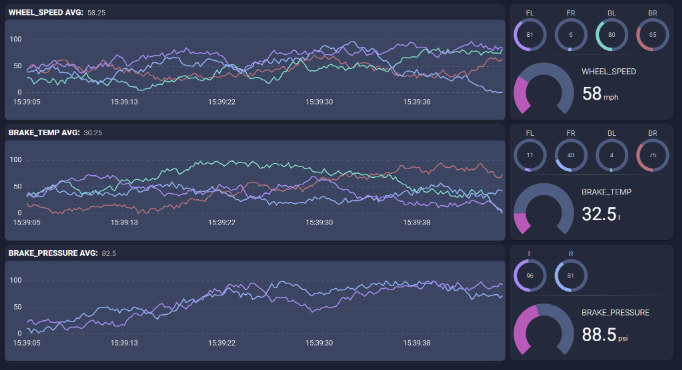 WHEEL_SPEED AVG: 58.25
100
50
0
15:39:05 15:39:13 15:39:22 15:39:30 15:39:38
FL FR BL BR
81 6 80 65
WHEEL_SPEED
58 mph
BRAKE_TEMP AVG: 30.25
100
50
0
15:39:05 15:39:13 15:39:22 15:39:30 15:39:38
FL FR BL BR
11 40 4 75
BRAKE_TEMP
32.5
BRAKE_PRESSURE AVG: 82.5
100
50
0
15:39:05 15:39:13 15:39:22 15:39:30 15:39:38
R
96 81
BRAKE_PRESSURE
88.5 psi